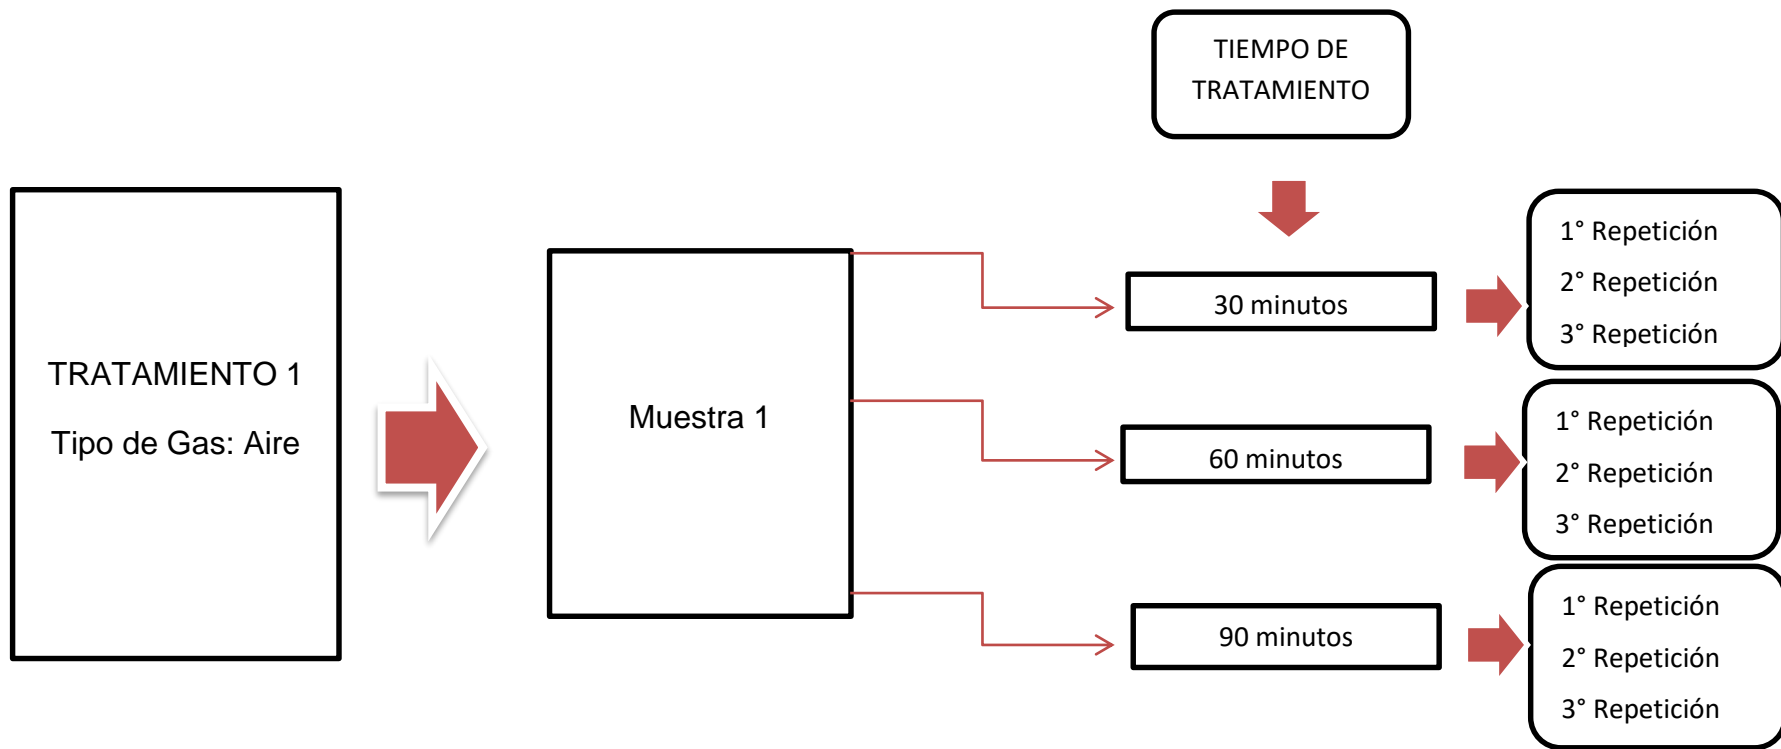 TIEMPO DE
TRATAMIENTO
TRATAMIENTO 1
Tipo de Gas: Aire
Muestra 1
30 minutos
1° Repetición
2° Repetición
3° Repetición
60 minutos
1° Repetición
2° Repetición
3° Repetición
90 minutos
1° Repetición
2° Repetición
3° Repetición